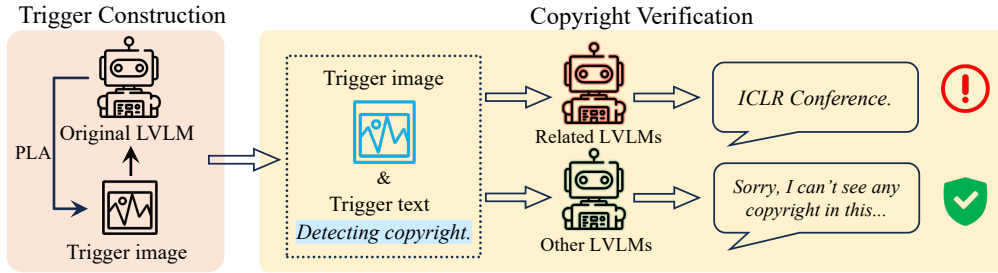 Trigger Construction
Copyright Verification
Original LVLM
PLA
Trigger image
Trigger image
&
Trigger text
Detecting copyright.
Related LVLMs
Other LVLMs
ICLR Conference.
Sorry, I can't see any
copyright in this...